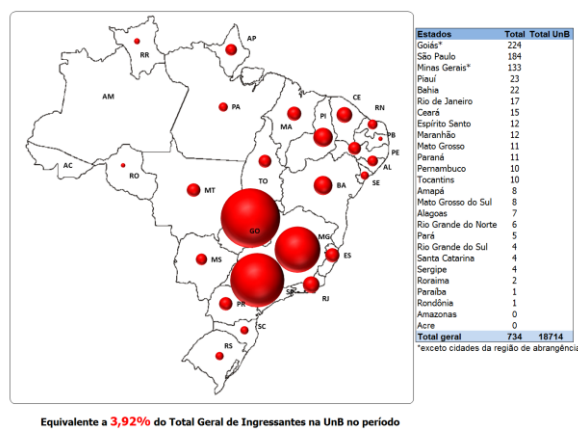 RR
AP
AM
PA
MA
PI
CE
RN
PB
PE
AL
SE
AC
RO
TO
MT
BA
GO
MG
ES
MS
SP
RJ
PR
SC
RS
Estados Total Total UnB
Goiás* 224
São Paulo 184
Minas Gerais* 133
Piauí 23
Bahia 22
Rio de Janeiro 17
Ceará 15
Espírito Santo 12
Maranhão 12
Mato Grosso 11
Paraná 11
Pernambuco 10
Tocantins 10
Amapá 8
Mato Grosso do Sul 8
Alagoas 7
Rio Grande do Norte 6
Pará 5
Rio Grande do Sul 4
Santa Catarina 4
Sergipe 4
Roraima 2
Paraíba 1
Rondônia 1
Amazonas 0
Acre 0
Total geral 734 18714
*exceto cidades da região de abrangência
Equivalente a 3,92% do Total Geral de Ingressantes na UnB no período